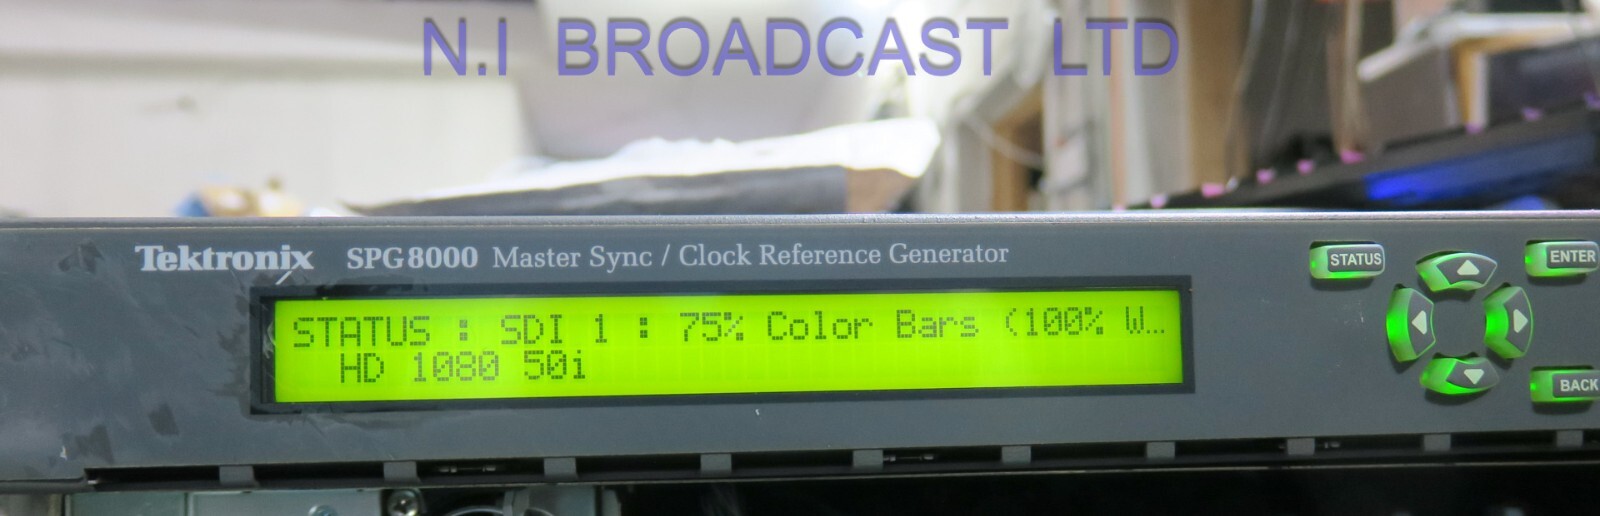 N.I BROADCAST LTD
Tektronix SPG8000 Master Sync / Clock Reference Generator
STATUS : SDI 1 : 75% Color Bars (100% W...
HD 1080 50i
STATUS
ENTER
BACK